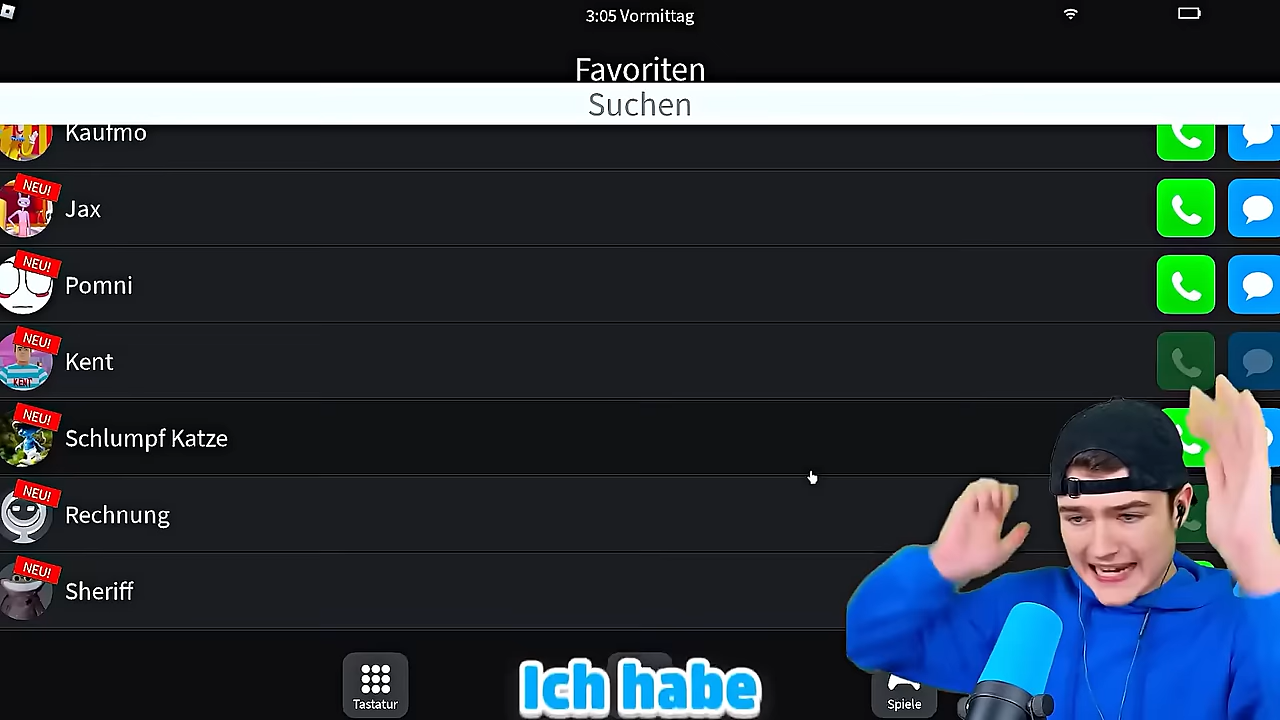 3:05 Vormittag
Favoriten
Suchen
Kaufmo
NEU!
Jax
NEU!
Pomni
NEU!
Kent
KENT
NEU!
Schlumpf Katze
NEU!
Rechnung
NEU!
Sheriff
Tastatur
Ich habe
Spiele